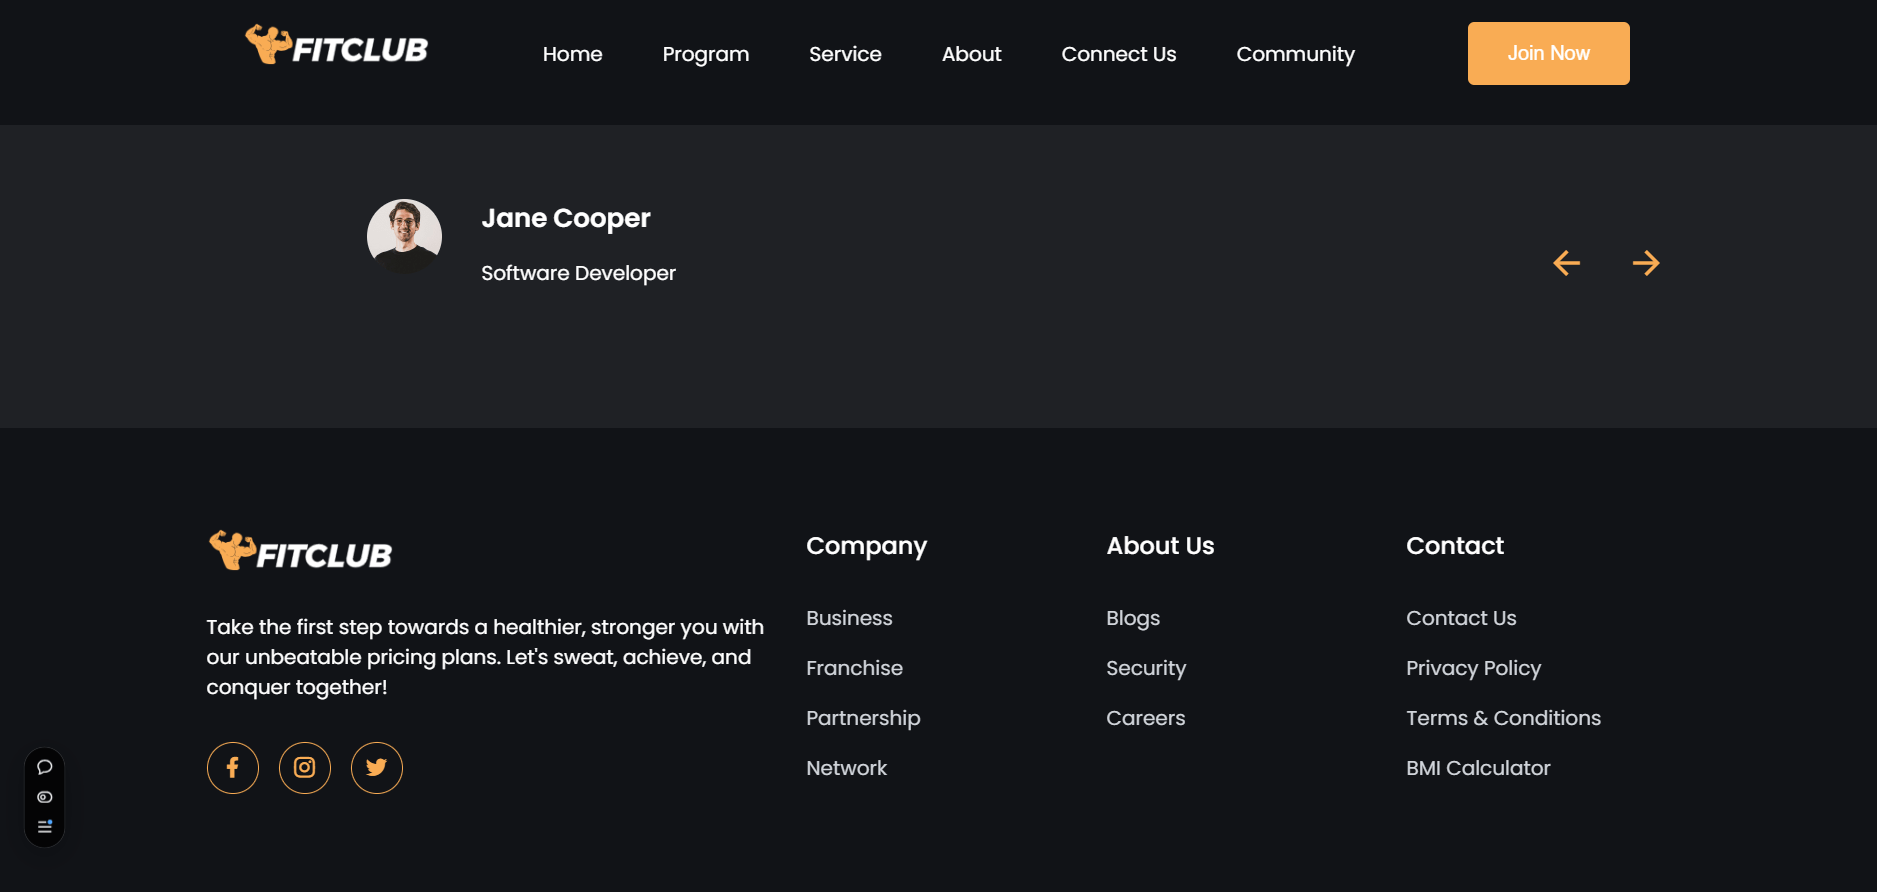 FITCLUB
Home
Program
Service
About
Connect Us
Community
Join Now
Jane Cooper
Software Developer
FITCLUB
Take the first step towards a healthier, stronger you with
our unbeatable pricing plans. Let's sweat, achieve, and
conquer together!
Company
Business
Franchise
Partnership
Network
About Us
Blogs
Security
Careers
Contact
Contact Us
Privacy Policy
Terms & Conditions
BMI Calculator